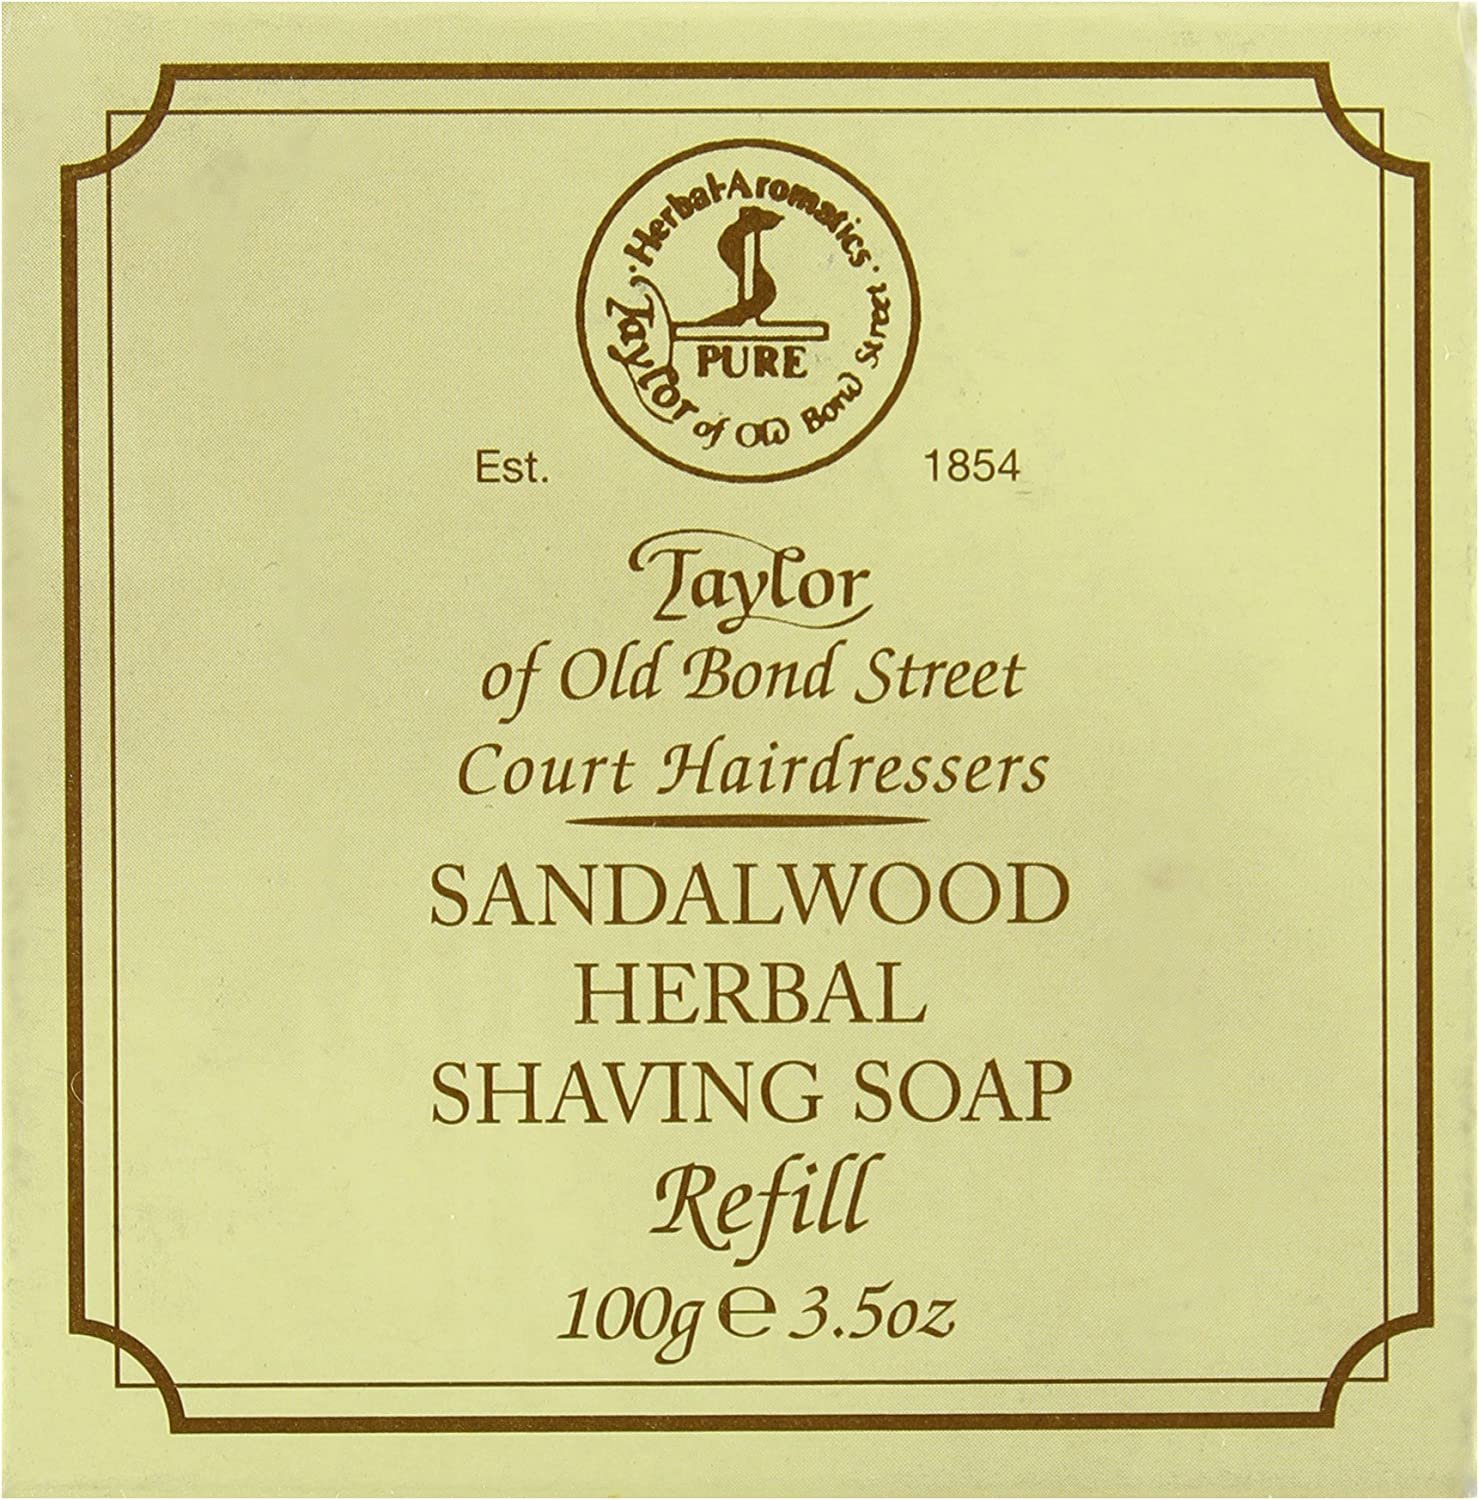 Herbal-Aromatics
PURE
Taylor of Old Bond Street
Est. 1854
Taylor
of Old Bond Street
Court Hairdressers
SANDALWOOD
HERBAL
SHAVING SOAP
Refill
100g ℮ 3.5oz